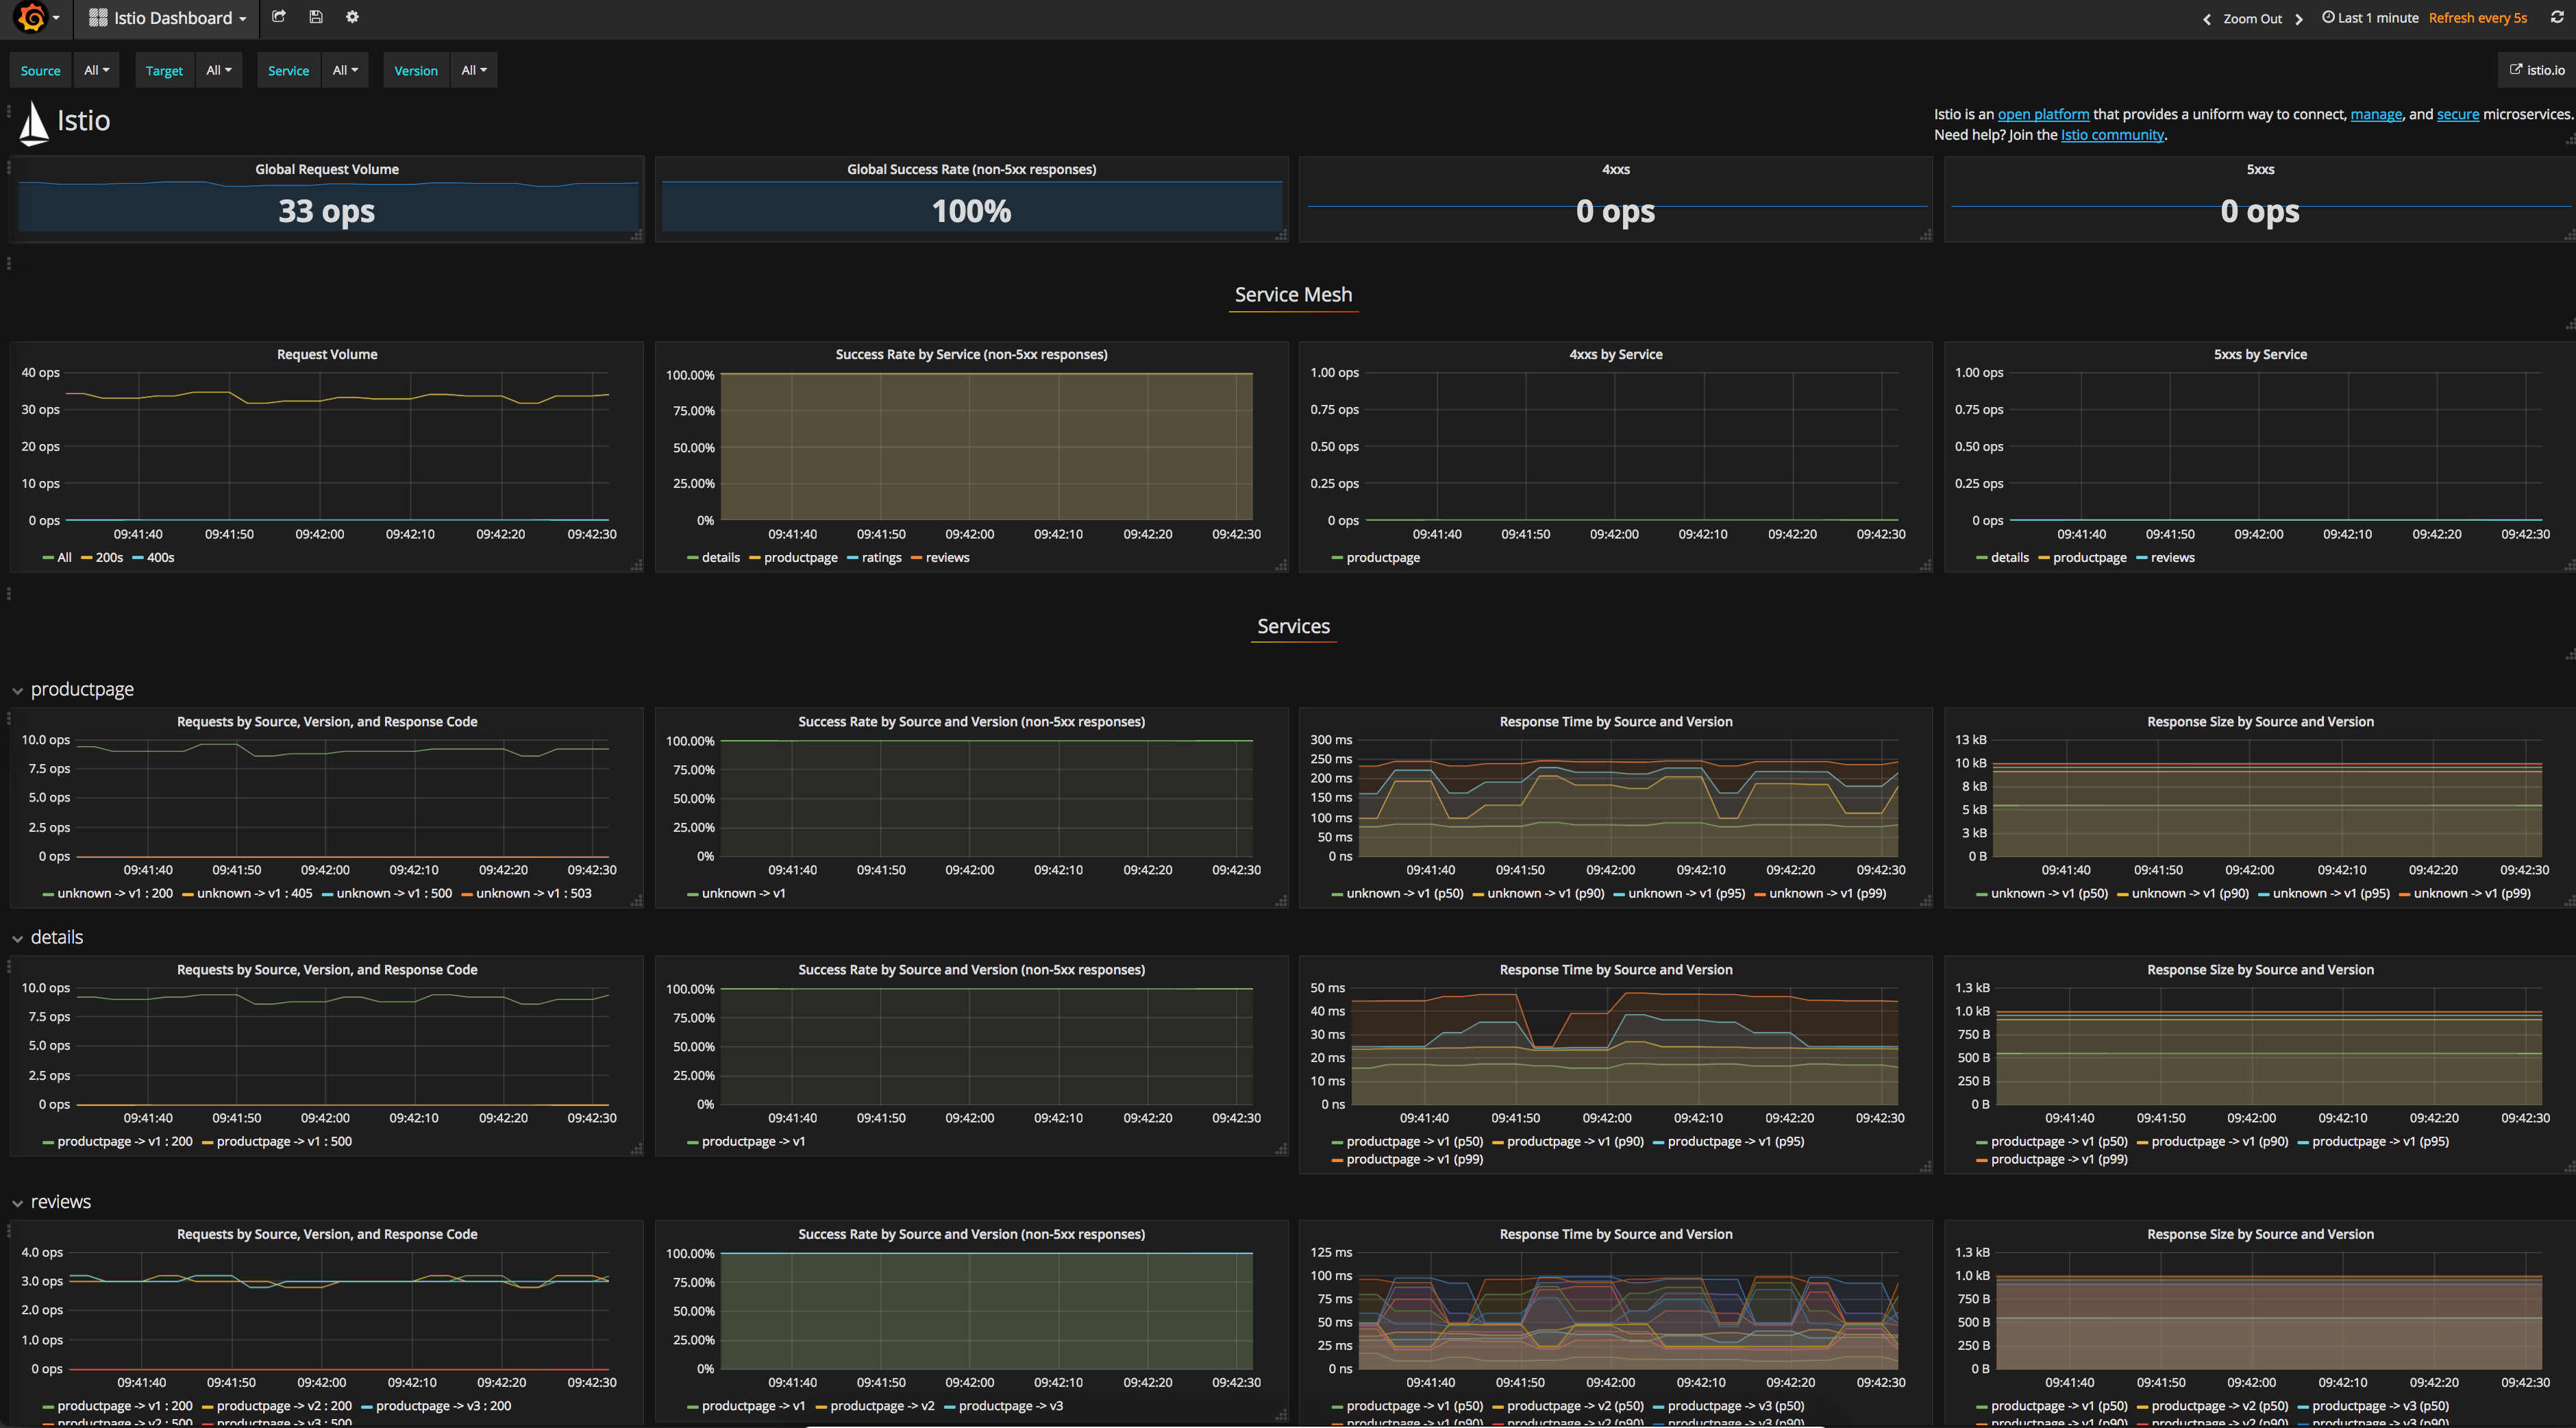 Istio Dashboard
Zoom Out
Last 1 minute Refresh every 5s
Source All Target All Service All Version All
istio.io
Istio
Istio is an open platform that provides a uniform way to connect, manage, and secure microservices.
Need help? Join the Istio community.
Global Request Volume
33 ops
Global Success Rate (non-5xx responses)
100%
4xxs
0 ops
5xxs
0 ops
Service Mesh
Request Volume
40 ops
30 ops
20 ops
10 ops
0 ops
09:41:40 09:41:50 09:42:00 09:42:10 09:42:20 09:42:30
All 200s 400s
Success Rate by Service (non-5xx responses)
100.00%
75.00%
50.00%
25.00%
0%
09:41:40 09:41:50 09:42:00 09:42:10 09:42:20 09:42:30
details productpage ratings reviews
4xxs by Service
1.00 ops
0.75 ops
0.50 ops
0.25 ops
0 ops
09:41:40 09:41:50 09:42:00 09:42:10 09:42:20 09:42:30
productpage
5xxs by Service
1.00 ops
0.75 ops
0.50 ops
0.25 ops
0 ops
09:41:40 09:41:50 09:42:00 09:42:10 09:42:20 09:42:30
details productpage reviews
Services
productpage
Requests by Source, Version, and Response Code
10.0 ops
7.5 ops
5.0 ops
2.5 ops
0 ops
09:41:40 09:41:50 09:42:00 09:42:10 09:42:20 09:42:30
unknown -> v1 : 200 unknown -> v1 : 405 unknown -> v1 : 500 unknown -> v1 : 503
Success Rate by Source and Version (non-5xx responses)
100.00%
75.00%
50.00%
25.00%
0%
09:41:40 09:41:50 09:42:00 09:42:10 09:42:20 09:42:30
unknown -> v1
Response Time by Source and Version
300 ms
250 ms
200 ms
150 ms
100 ms
50 ms
0 ns
09:41:40 09:41:50 09:42:00 09:42:10 09:42:20 09:42:30
unknown -> v1 (p50) unknown -> v1 (p90) unknown -> v1 (p95) unknown -> v1 (p99)
Response Size by Source and Version
13 kB
10 kB
8 kB
5 kB
3 kB
0 B
09:41:40 09:41:50 09:42:00 09:42:10 09:42:20 09:42:30
unknown -> v1 (p50) unknown -> v1 (p90) unknown -> v1 (p95) unknown -> v1 (p99)
details
Requests by Source, Version, and Response Code
10.0 ops
7.5 ops
5.0 ops
2.5 ops
0 ops
09:41:40 09:41:50 09:42:00 09:42:10 09:42:20 09:42:30
productpage -> v1 : 200 productpage -> v1 : 500
Success Rate by Source and Version (non-5xx responses)
100.00%
75.00%
50.00%
25.00%
0%
09:41:40 09:41:50 09:42:00 09:42:10 09:42:20 09:42:30
productpage -> v1
Response Time by Source and Version
50 ms
40 ms
30 ms
20 ms
10 ms
0 ns
09:41:40 09:41:50 09:42:00 09:42:10 09:42:20 09:42:30
productpage -> v1 (p50) productpage -> v1 (p90) productpage -> v1 (p95)
productpage -> v1 (p99)
Response Size by Source and Version
1.3 kB
1.0 kB
750 B
500 B
250 B
0 B
09:41:40 09:41:50 09:42:00 09:42:10 09:42:20 09:42:30
productpage -> v1 (p50) productpage -> v1 (p90) productpage -> v1 (p95)
productpage -> v1 (p99)
reviews
Requests by Source, Version, and Response Code
4.0 ops
3.0 ops
2.0 ops
1.0 ops
0 ops
09:41:40 09:41:50 09:42:00 09:42:10 09:42:20 09:42:30
productpage -> v1 : 200 productpage -> v2 : 200 productpage -> v3 : 200
productpage -> v2 : 500 productpage -> v3 : 500
Success Rate by Source and Version (non-5xx responses)
100.00%
75.00%
50.00%
25.00%
0%
09:41:40 09:41:50 09:42:00 09:42:10 09:42:20 09:42:30
productpage -> v1 productpage -> v2 productpage -> v3
Response Time by Source and Version
125 ms
100 ms
75 ms
50 ms
25 ms
0 ns
09:41:40 09:41:50 09:42:00 09:42:10 09:42:20 09:42:30
productpage -> v1 (p50) productpage -> v2 (p50) productpage -> v3 (p50)
productpage -> v1 (p90) productpage -> v2 (p90) productpage -> v3 (p90)
Response Size by Source and Version
1.3 kB
1.0 kB
750 B
500 B
250 B
0 B
09:41:40 09:41:50 09:42:00 09:42:10 09:42:20 09:42:30
productpage -> v1 (p50) productpage -> v2 (p50) productpage -> v3 (p50)
productpage -> v1 (p90) productpage -> v2 (p90) productpage -> v3 (p90)